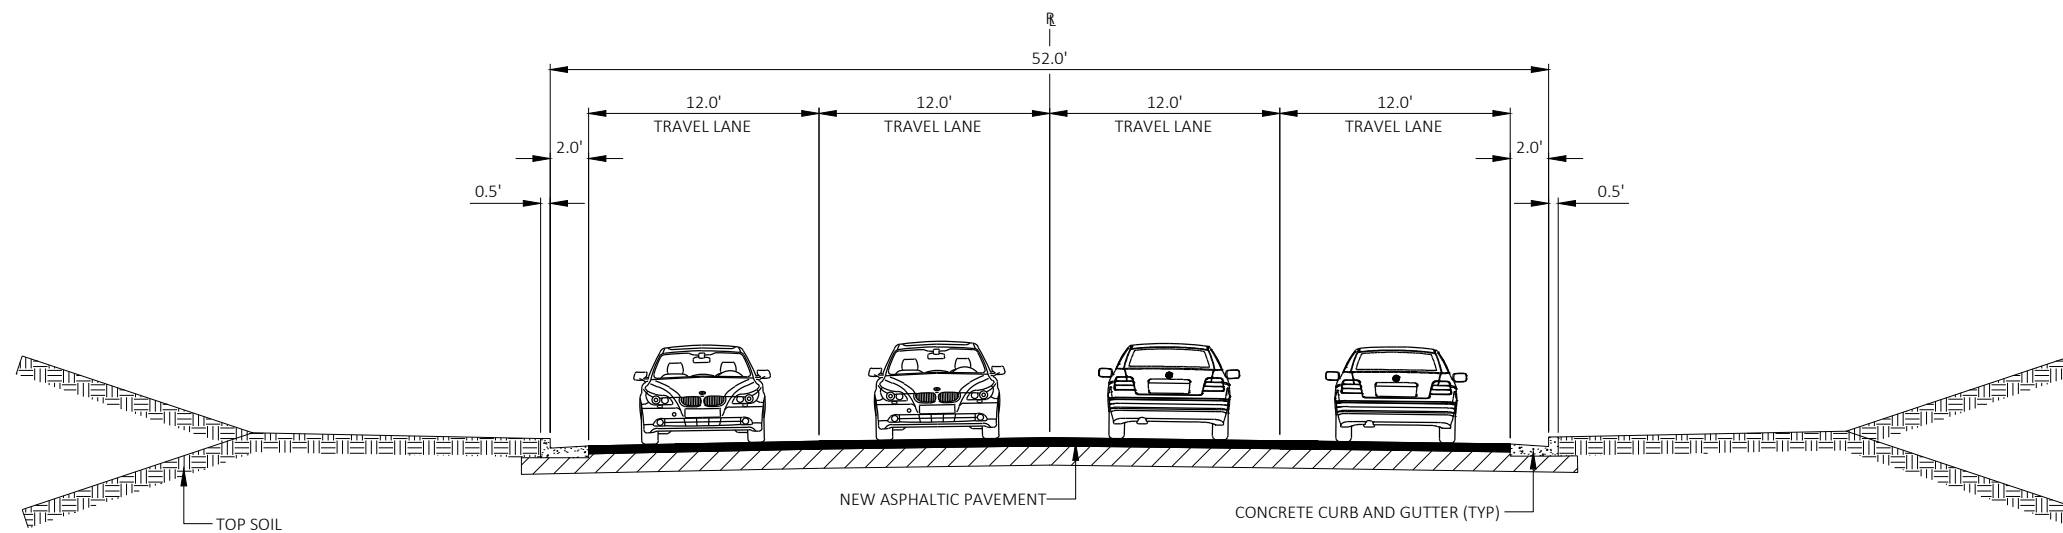 RL
52.0'
12.0' 12.0' 12.0' 12.0'
TRAVEL LANE TRAVEL LANE TRAVEL LANE TRAVEL LANE
2.0' 2.0'
0.5' 0.5'
NEW ASPHALTIC PAVEMENT
CONCRETE CURB AND GUTTER (TYP)
TOP SOIL